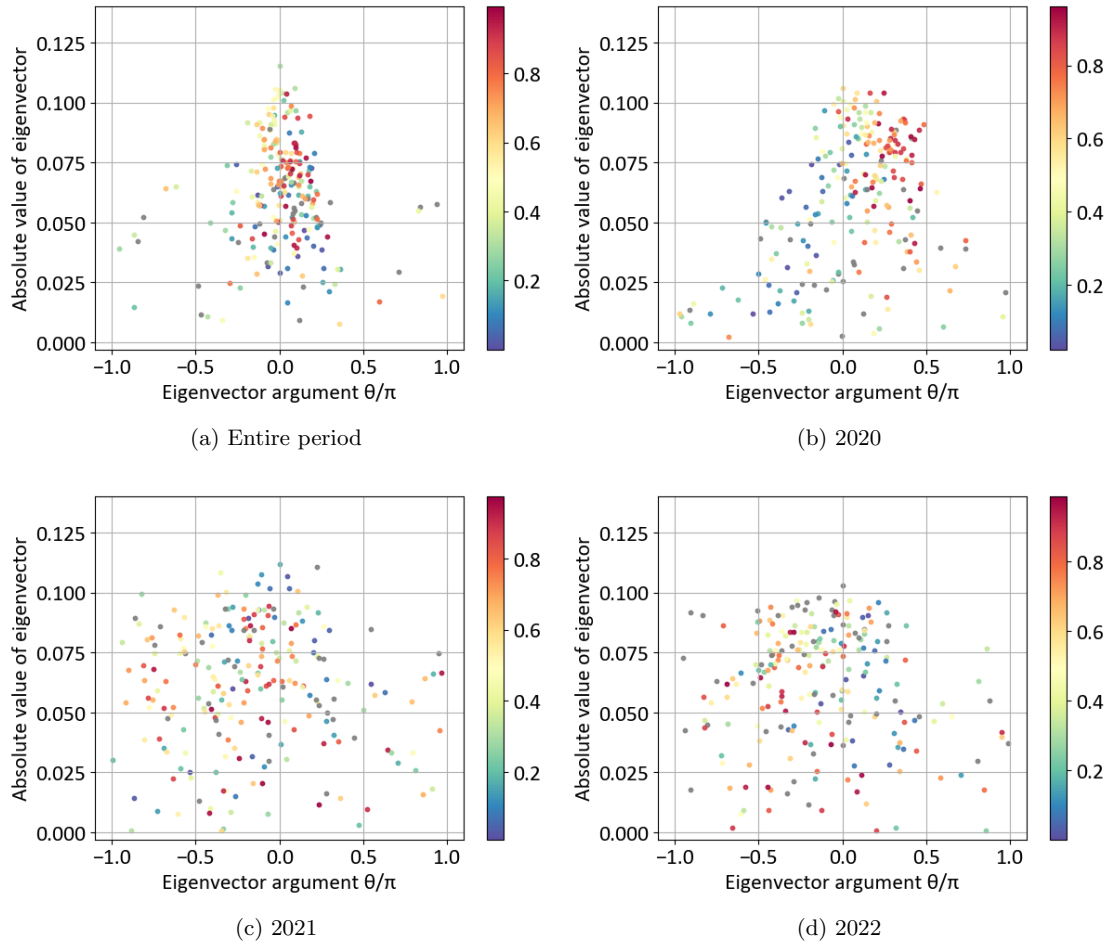 Absolute value of eigenvector
0.125
0.100
0.075
0.050
0.025
0.000
−1.0 −0.5 0.0 0.5 1.0
Eigenvector argument θ/π
0.8
0.6
0.4
0.2
(a) Entire period
Absolute value of eigenvector
0.125
0.100
0.075
0.050
0.025
0.000
−1.0 −0.5 0.0 0.5 1.0
Eigenvector argument θ/π
0.8
0.6
0.4
0.2
(b) 2020
Absolute value of eigenvector
0.125
0.100
0.075
0.050
0.025
0.000
−1.0 −0.5 0.0 0.5 1.0
Eigenvector argument θ/π
0.8
0.6
0.4
0.2
(c) 2021
Absolute value of eigenvector
0.125
0.100
0.075
0.050
0.025
0.000
−1.0 −0.5 0.0 0.5 1.0
Eigenvector argument θ/π
0.8
0.6
0.4
0.2
(d) 2022